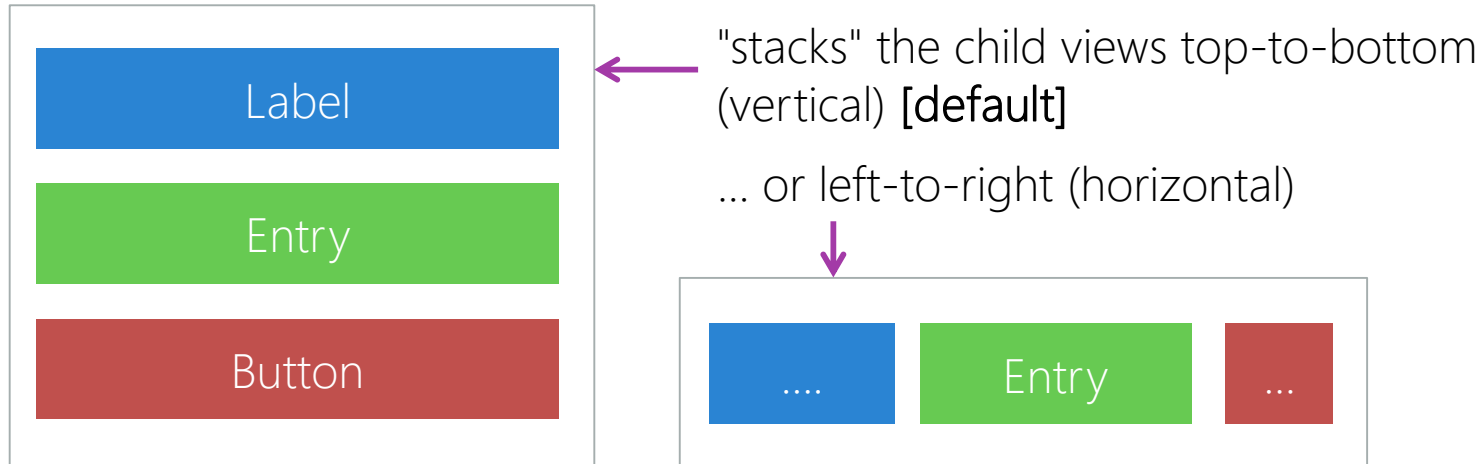 Label
Entry
Button
"stacks" the child views top-to-bottom
(vertical) [default]
... or left-to-right (horizontal)
....
Entry
...